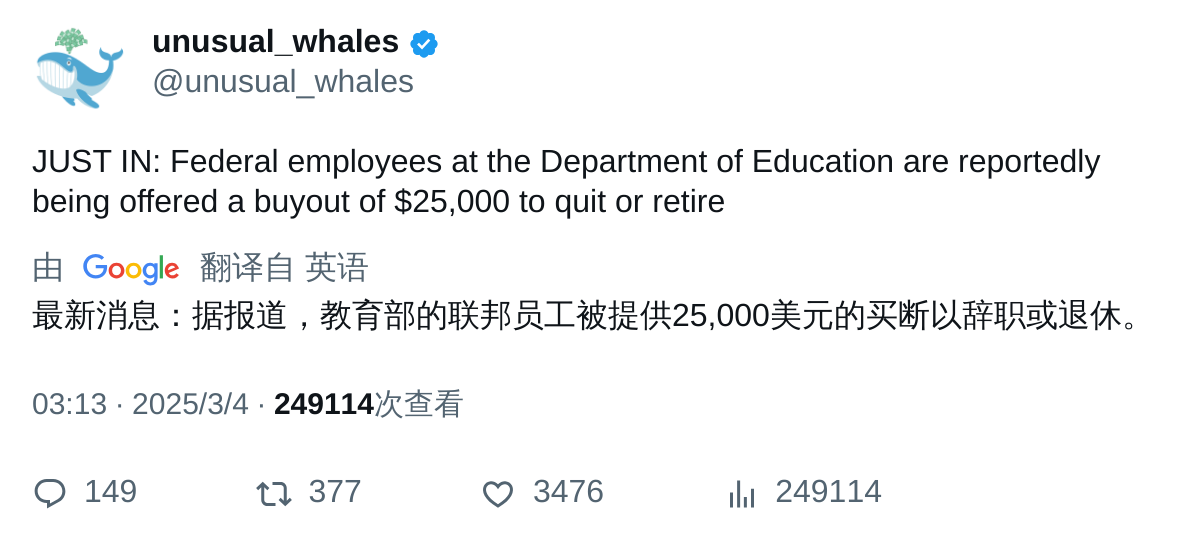 unusual_whales
@unusual_whales
JUST IN: Federal employees at the Department of Education are reportedly
being offered a buyout of $25,000 to quit or retire
由 Google 翻译自 英语
最新消息：据报道，教育部的联邦员工被提供25,000美元的买断以辞职或退休。
03:13 · 2025/3/4 · 249114次查看
149 377 3476 249114